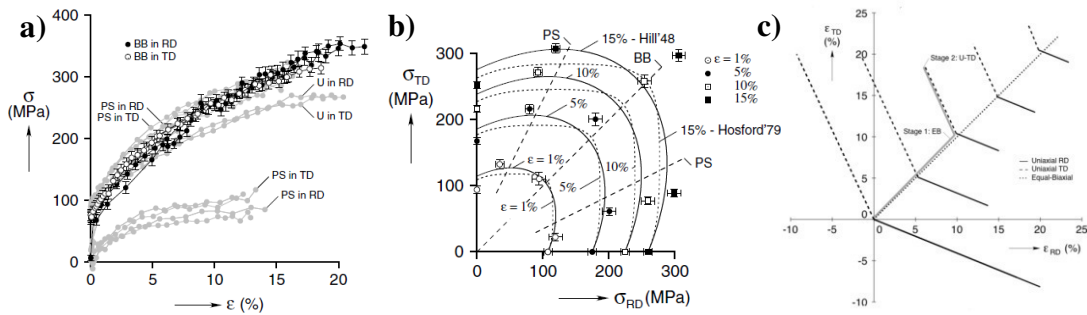 a)
BB in RD
BB in TD
400
300
200
100
0
σ
(MPa)
PS in RD
PS in TD
U in RD
U in TD
PS in TD
PS in RD
0
5
10
15
20
ε (%)
b)
PS
15% - Hill'48
BB
ε = 1%
5%
10%
15%
300
200
100
0
σTD
(MPa)
10%
5%
ε = 1%
15% - Hosford'79
10%
PS
5%
ε = 1%
0
100
200
300
σRD (MPa)
c)
εTD
(%)
25
20
15
10
5
0
-5
-10
Stage 2: U-TD
Stage 1: EB
Uniaxial RD
Uniaxial TD
Equal-Biaxial
-10
-5
0
5
10
15
20
25
εRD (%)